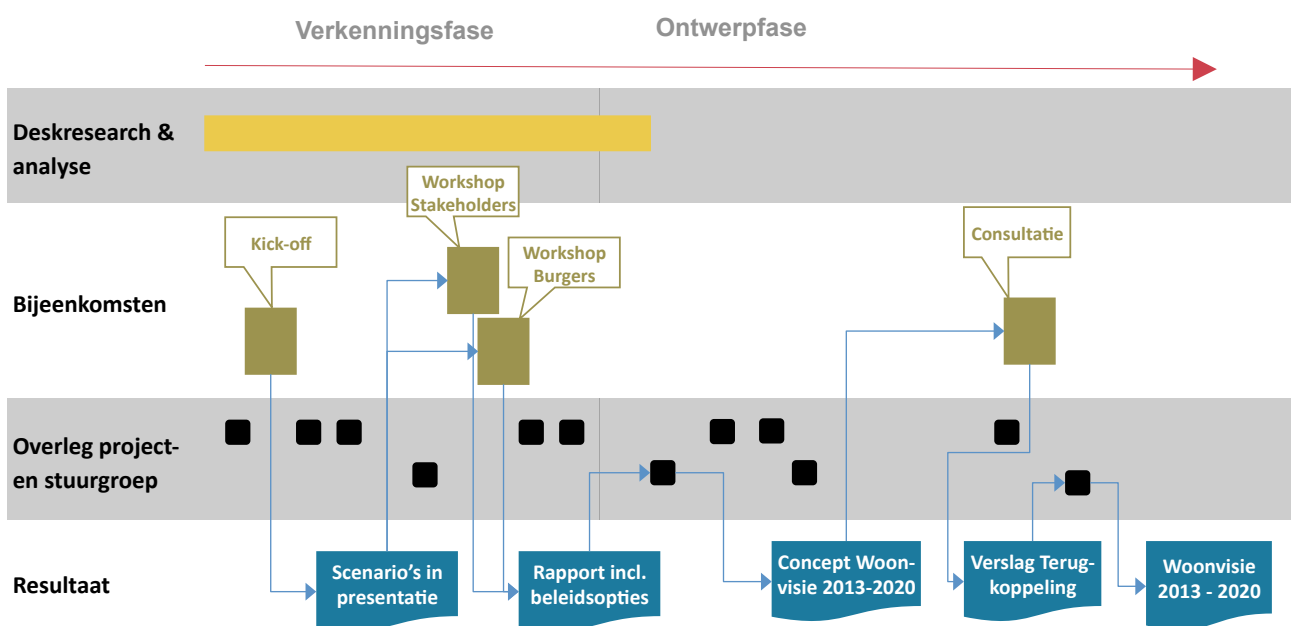 Verkenningsfase
Ontwerpfase
Deskresearch &
analyse
Workshop
Stakeholders
Kick-off
Workshop
Burgers
Consultatie
Bijeenkomsten
Overleg project-
en stuurgroep
Resultaat
Scenario’s in
presentatie
Rapport incl.
beleidsopties
Concept Woon-
visie 2013-2020
Verslag Terug-
koppeling
Woonvisie
2013 - 2020